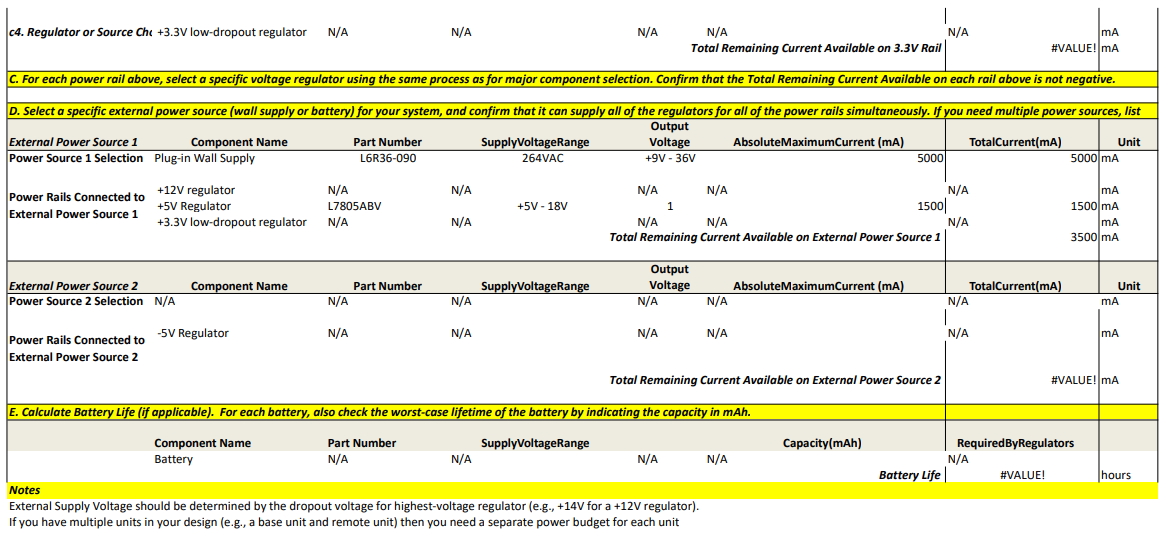 c4. Regulator or Source Cho +3.3V low-dropout regulator N/A N/A N/A N/A N/A mA
Total Remaining Current Available on 3.3V Rail #VALUE! mA
C. For each power rail above, select a specific voltage regulator using the same process as for major component selection. Confirm that the Total Remaining Current Available on each rail above is not negative.
D. Select a specific external power source (wall supply or battery) for your system, and confirm that it can supply all of the regulators for all of the power rails simultaneously. If you need multiple power sources, list
External Power Source 1 Component Name Part Number SupplyVoltageRange Output Voltage AbsoluteMaximumCurrent (mA) TotalCurrent(mA) Unit
Power Source 1 Selection Plug-in Wall Supply L6R36-090 264VAC +9V - 36V 5000 5000 mA
Power Rails Connected to External Power Source 1
+12V regulator N/A N/A N/A N/A N/A mA
+5V Regulator L7805ABV +5V - 18V 1 1500 1500 mA
+3.3V low-dropout regulator N/A N/A N/A N/A N/A mA
Total Remaining Current Available on External Power Source 1 3500 mA
External Power Source 2 Component Name Part Number SupplyVoltageRange Output Voltage AbsoluteMaximumCurrent (mA) TotalCurrent(mA) Unit
Power Source 2 Selection N/A N/A N/A N/A N/A N/A mA
Power Rails Connected to External Power Source 2
-5V Regulator N/A N/A N/A N/A N/A mA
Total Remaining Current Available on External Power Source 2 #VALUE! mA
E. Calculate Battery Life (if applicable). For each battery, also check the worst-case lifetime of the battery by indicating the capacity in mAh.
Component Name Part Number SupplyVoltageRange Capacity(mAh) RequiredByRegulators
Battery N/A N/A N/A N/A N/A
Battery Life #VALUE! hours
Notes
External Supply Voltage should be determined by the dropout voltage for highest-voltage regulator (e.g., +14V for a +12V regulator).
If you have multiple units in your design (e.g., a base unit and remote unit) then you need a separate power budget for each unit